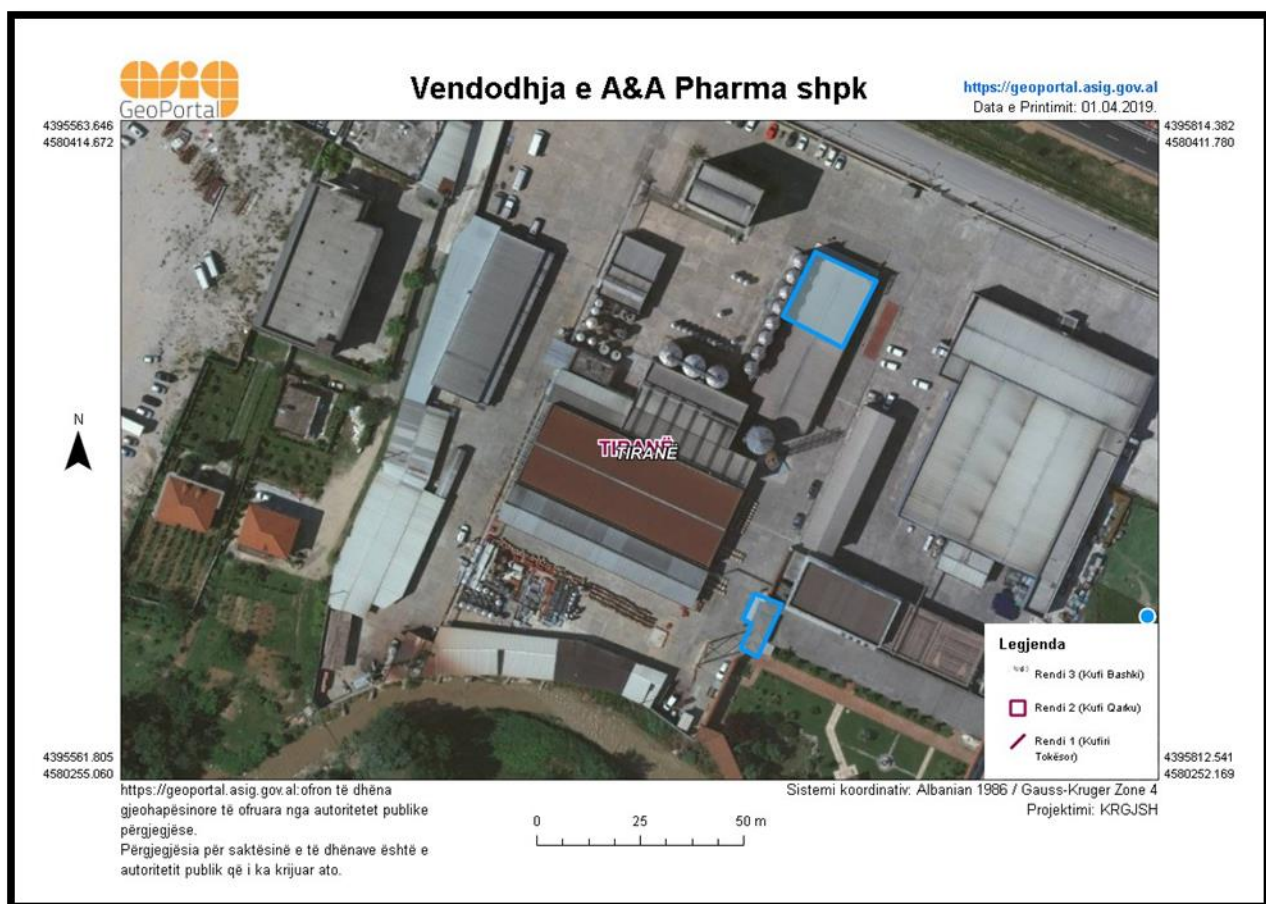 asig
GeoPortal
Vendodhja e A&A Pharma shpk
https://geoportal.asig.gov.al
Data e Printimit: 01.04.2019.
4395563.646
4580414.672
4395814.382
4580411.780
N
TIRANË
TIRANË
Legjenda
Rendi 3 (Kufi Bashki)
Rendi 2 (Kufi Qarku)
Rendi 1 (Kufiri
Tokësor)
4395561.805
4580255.060
4395812.541
4580252.169
https://geoportal.asig.gov.al:ofron të dhëna
gjeohapësinore të ofruara nga autoritetet publike
përgjegjëse.
Përgjegjësia për saktësinë e të dhënave është e
autoritetit publik që i ka krijuar ato.
0 25 50 m
Sistemi koordinativ: Albanian 1986 / Gauss-Kruger Zone 4
Projektimi: KRGJSH